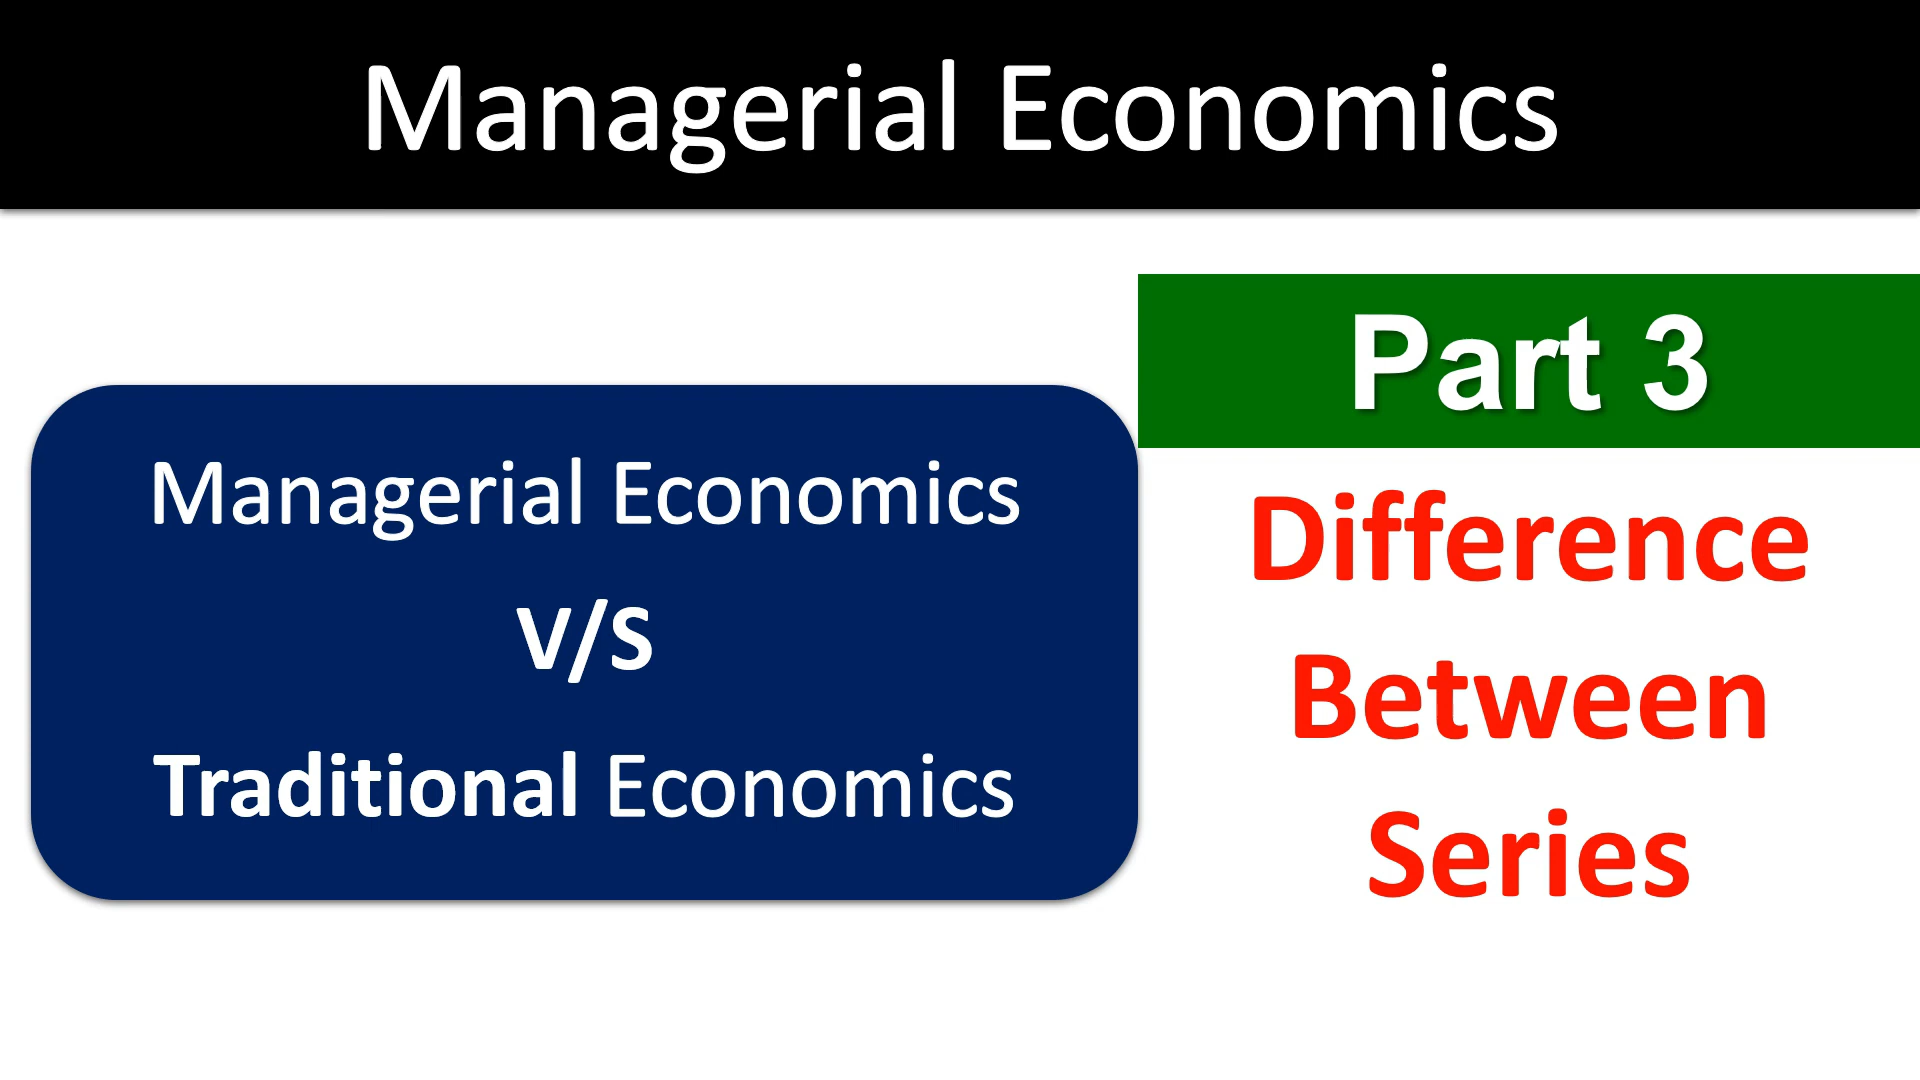 Managerial Economics
Part 3
Managerial Economics
V/S
Traditional Economics
Difference
Between
Series